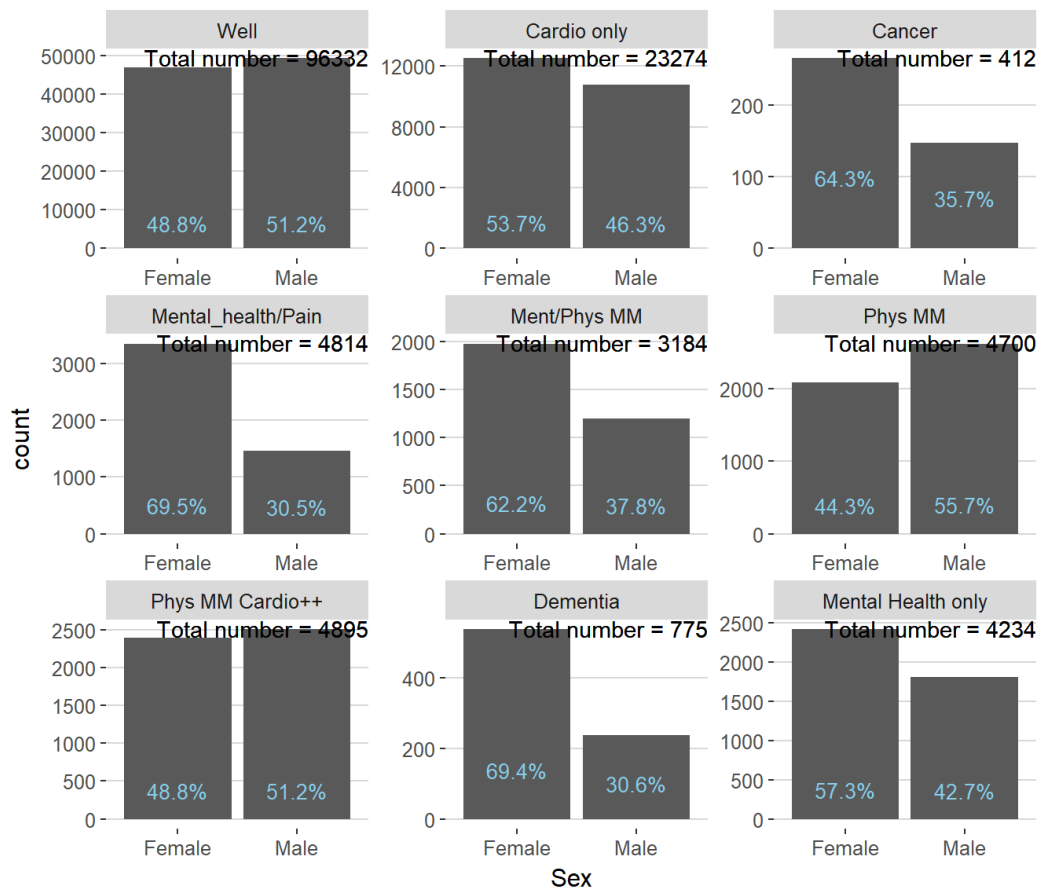 Well
Total number = 96332
50000
40000
30000
20000
10000
0
48.8%
51.2%
Female
Male
Cardio only
Total number = 23274
12000
8000
4000
0
53.7%
46.3%
Female
Male
Cancer
Total number = 412
200
100
0
64.3%
35.7%
Female
Male
Mental_health/Pain
Total number = 4814
3000
2000
1000
0
69.5%
30.5%
Female
Male
Ment/Phys MM
Total number = 3184
2000
1500
1000
500
0
62.2%
37.8%
Female
Male
Phys MM
Total number = 4700
2000
1000
0
44.3%
55.7%
Female
Male
Phys MM Cardio++
Total number = 4895
2500
2000
1500
1000
500
0
48.8%
51.2%
Female
Male
Dementia
Total number = 775
400
200
0
69.4%
30.6%
Female
Male
Mental Health only
Total number = 4234
2500
2000
1500
1000
500
0
57.3%
42.7%
Female
Male
count
Sex